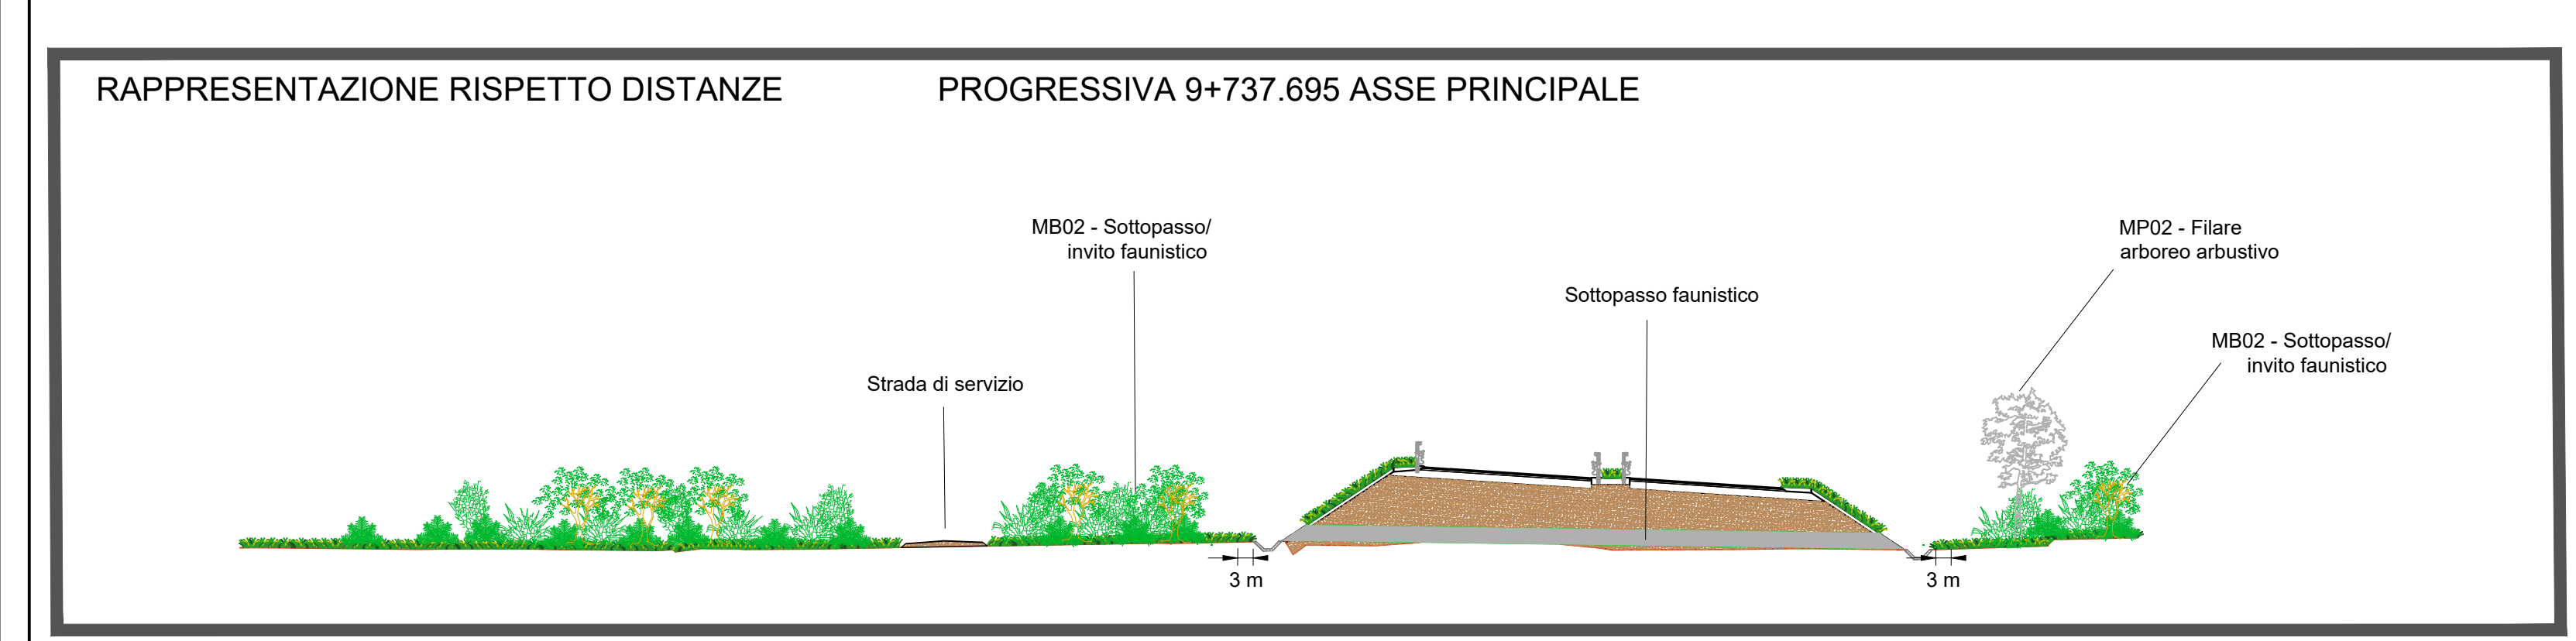 RAPPRESENTAZIONE RISPETTO DISTANZE
PROGRESSIVA 9+737.695 ASSE PRINCIPALE
MB02 - Sottopasso/
invito faunistico
MP02 - Filare
arboreo arbustivo
Sottopasso faunistico
MB02 - Sottopasso/
invito faunistico
Strada di servizio
3 m
3 m